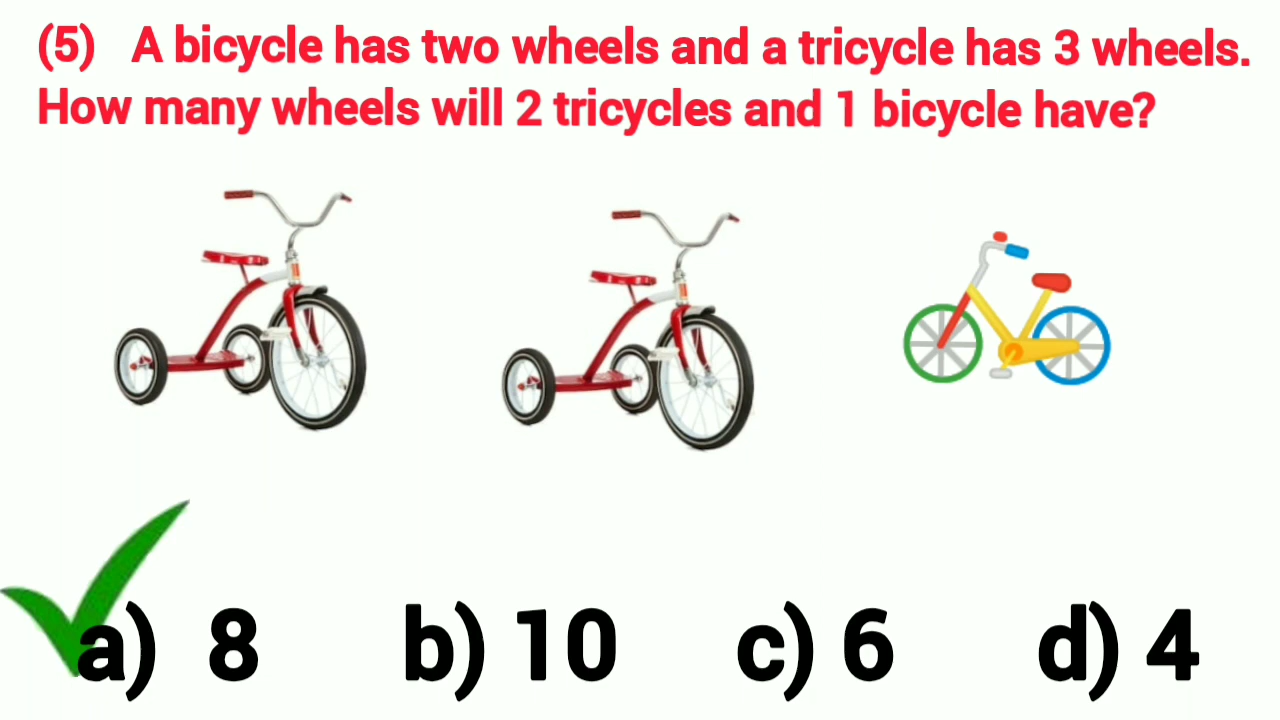 (5) A bicycle has two wheels and a tricycle has 3 wheels.
How many wheels will 2 tricycles and 1 bicycle have?
a) 8 b) 10 c) 6 d) 4